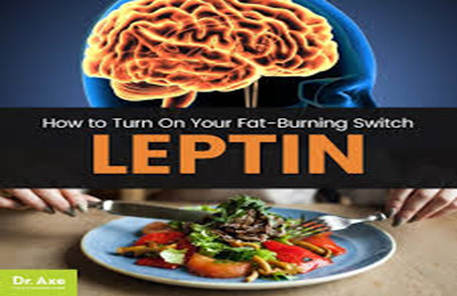 How to Turn On Your Fat-Burning Switch
LEPTIN
Dr. Axe